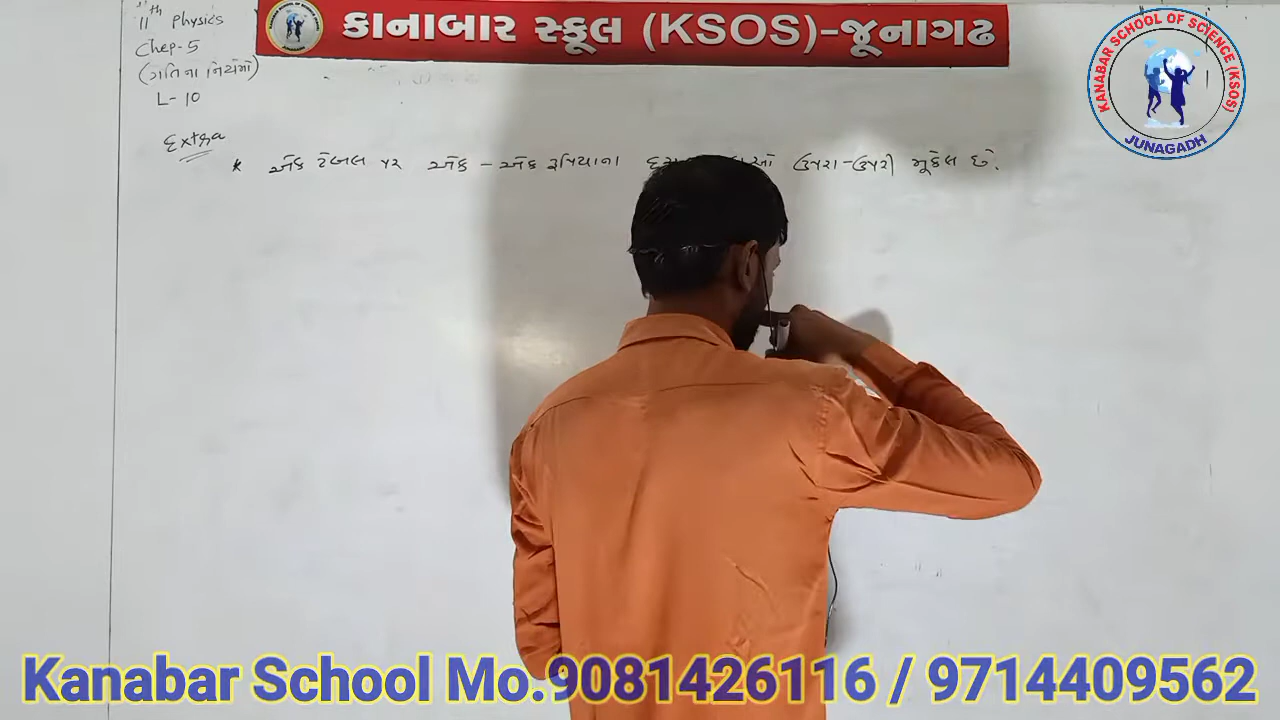 11th Physics
Chep-5
(ગતિના નિયમો)
L-10
Extra
કાનાબાર સ્કૂલ (KSOS)-જૂનાગઢ
KANABAR SCHOOL OF SCIENCE (KSOS)
JUNAGADH
* એક ટેબલ પર એક - એક રૂપિયાના ઉપરા-ઉપરી મૂકેલ છે.
Kanabar School Mo.9081426116 / 9714409562